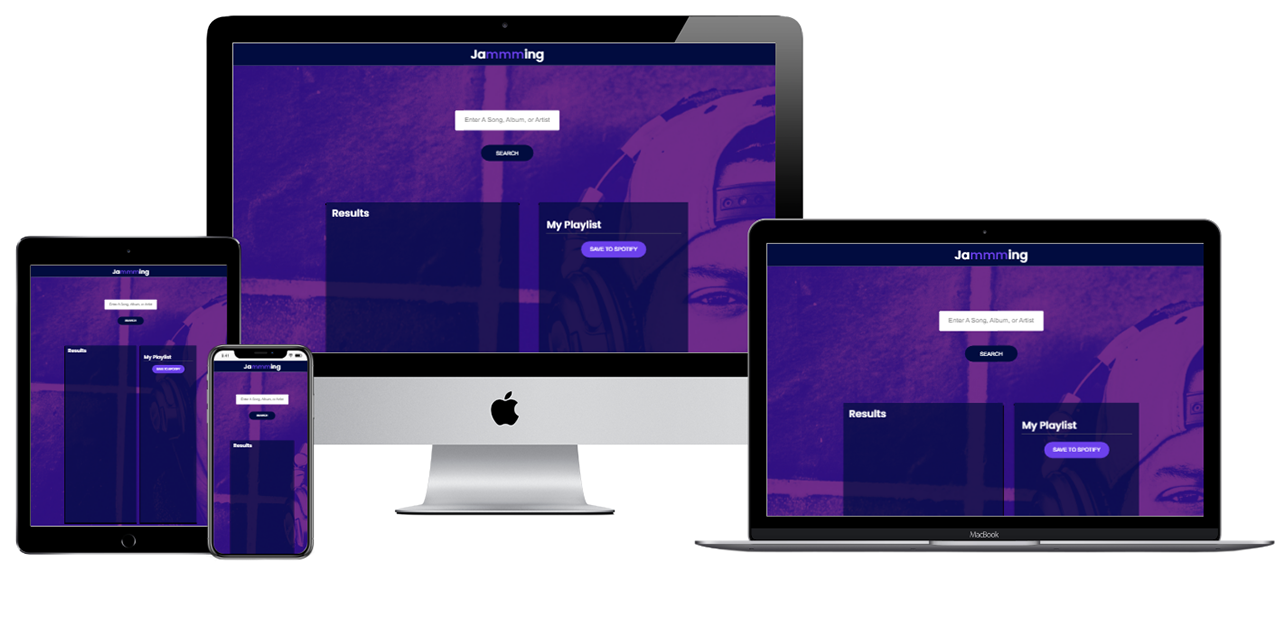 Jammming
Enter A Song, Album, or Artist
SEARCH
Results
My Playlist
SAVE TO SPOTIFY
Jammming
Enter A Song, Album, or Artist
SEARCH
Results
My Playlist
SAVE TO SPOTIFY
MacBook
Jammming
Enter A Song, Album, or Artist
SEARCH
Results
My Playlist
SAVE TO SPOTIFY
Jammming
Enter A Song, Album, or Artist
SEARCH
Results